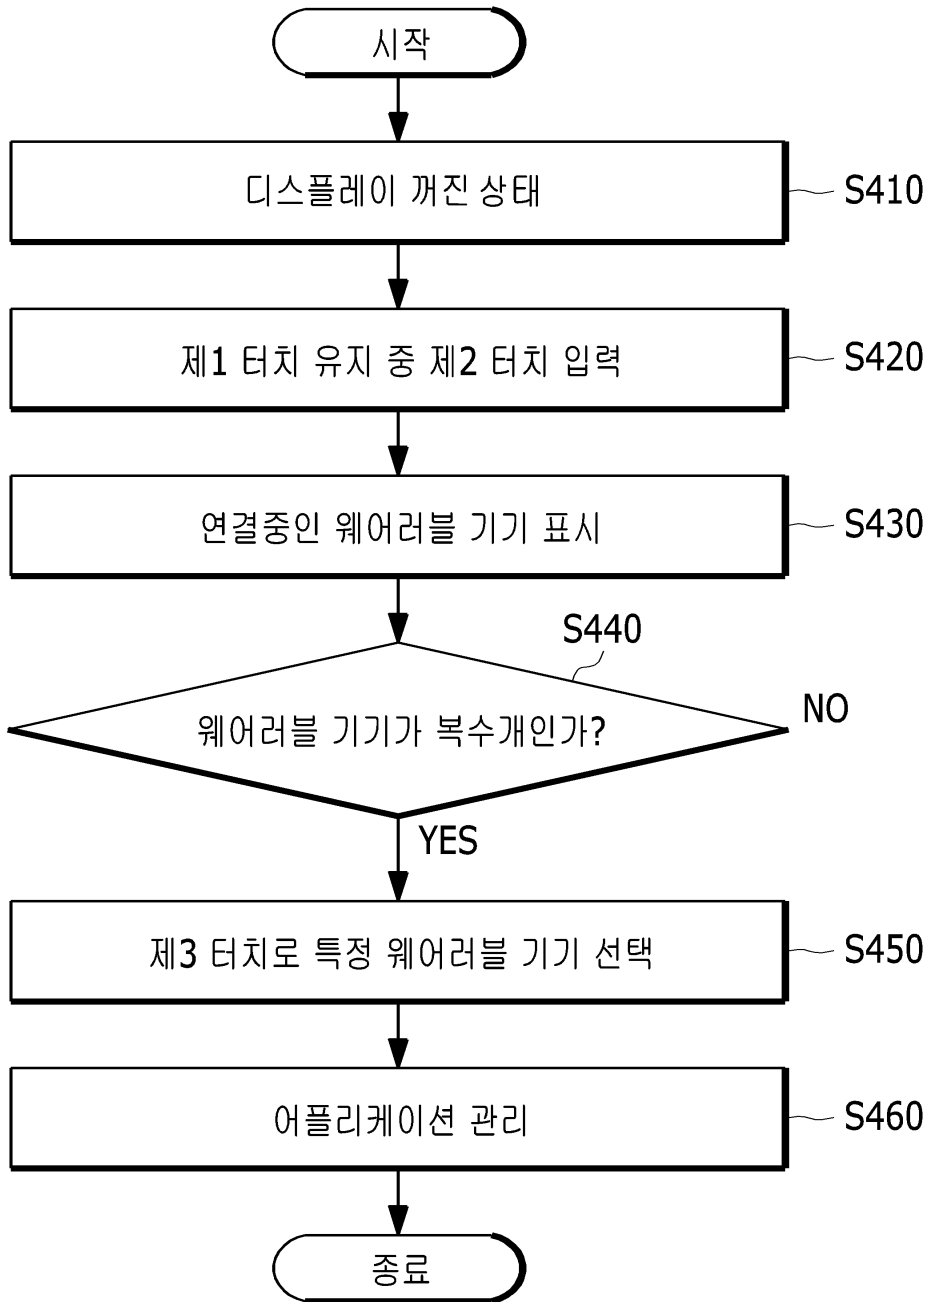 시작
디스플레이 꺼진 상태
S410
제1 터치 유지 중 제2 터치 입력
S420
연결중인 웨어러블 기기 표시
S430
S440
웨어러블 기기가 복수개인가?
NO
YES
제3 터치로 특정 웨어러블 기기 선택
S450
어플리케이션 관리
S460
종료